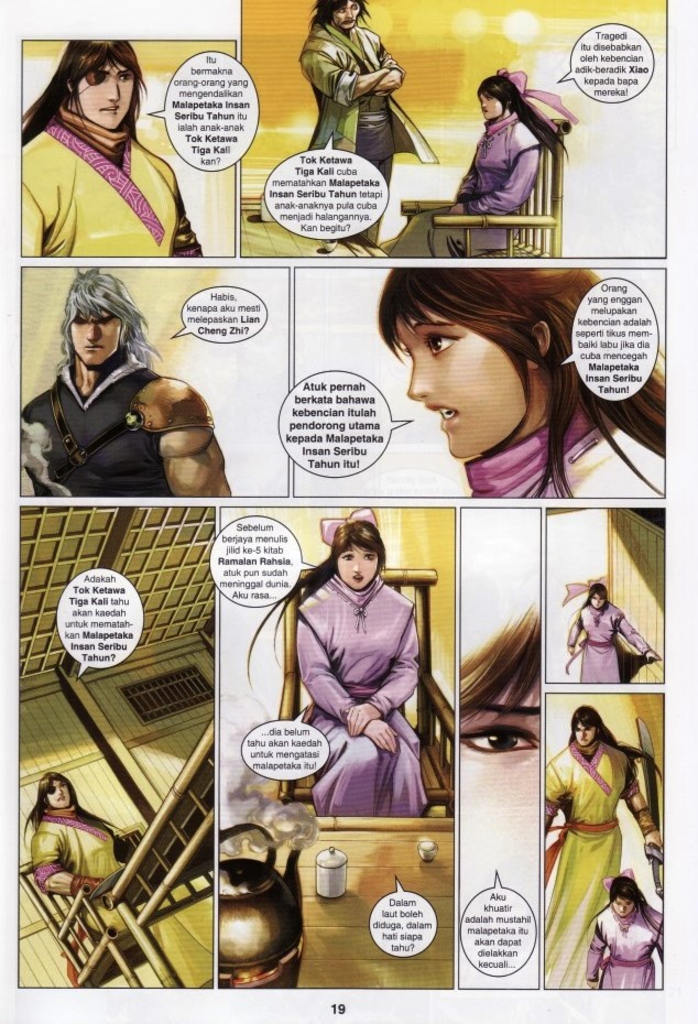 Itu
bermakna
orang-orang yang
mengendalikan
Malapetaka Insan
Seribu Tahun itu
ialah anak-anak
Tok Ketawa
Tiga Kali
kan?
Tok Ketawa
Tiga Kali cuba
mematahkan Malapetaka
Insan Seribu Tahun tetapi
anak-anaknya pula cuba
menjadi halangannya.
Kan begitu?
Tragedi
itu disebabkan
oleh kebencian
adik-beradik Xiao
kepada bapa
mereka!
Habis,
kenapa aku mesti
melepaskan Lian
Cheng Zhi?
Atuk pernah
berkata bahawa
kebencian itulah
pendorong utama
kepada Malapetaka
Insan Seribu
Tahun itu!
Orang
yang enggan
melupakan
kebencian adalah
seperti tikus mem-
baiki labu jika dia
cuba mencegah
Malapetaka
Insan Seribu
Tahun!
Adakah
Tok Ketawa
Tiga Kali tahu
akan kaedah
untuk mematah-
kan Malapetaka
Insan Seribu
Tahun?
Sebelum
berjaya menulis
jilid ke-5 kitab
Ramalan Rahsia,
atuk pun sudah
meninggal dunia.
Aku rasa...
...dia belum
tahu akan kaedah
untuk mengatasi
malapetaka itu!
Dalam
laut boleh
diduga, dalam
hati siapa
tahu?
Aku
khuatir
adalah mustahil
malapetaka itu
akan dapat
dielakkan
kecuali...
19